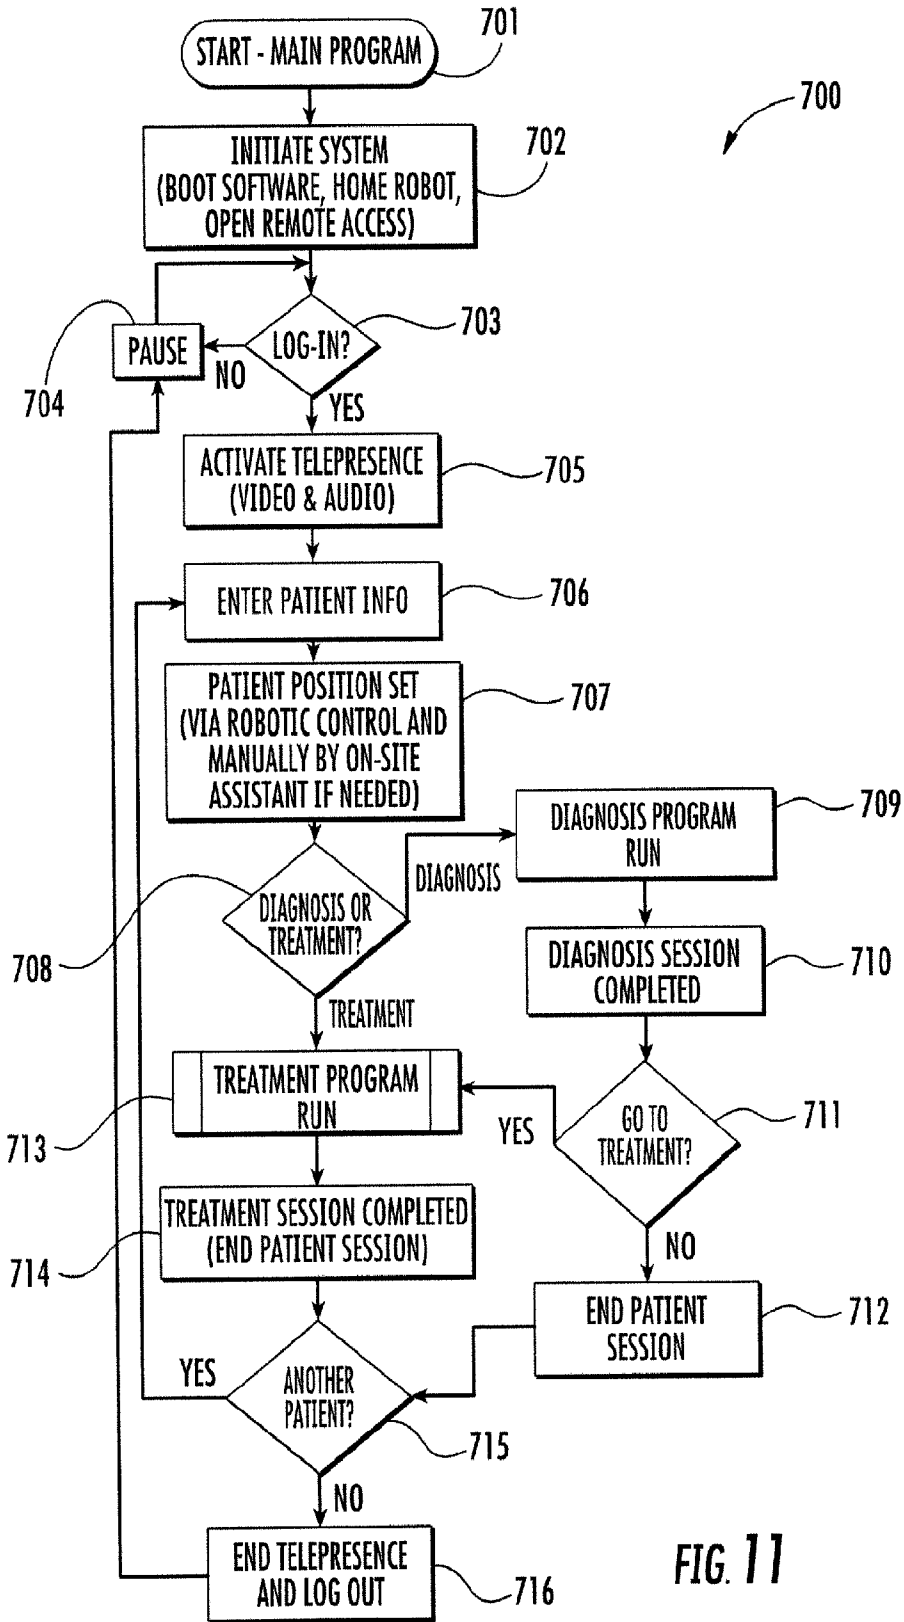 START - MAIN PROGRAM
701
700
INITIATE SYSTEM
(BOOT SOFTWARE, HOME ROBOT,
OPEN REMOTE ACCESS)
702
LOG-IN?
703
PAUSE
704
NO
YES
ACTIVATE TELEPRESENCE
(VIDEO & AUDIO)
705
ENTER PATIENT INFO
706
PATIENT POSITION SET
(VIA ROBOTIC CONTROL AND
MANUALLY BY ON-SITE
ASSISTANT IF NEEDED)
707
DIAGNOSIS OR
TREATMENT?
708
DIAGNOSIS
TREATMENT
DIAGNOSIS PROGRAM
RUN
709
DIAGNOSIS SESSION
COMPLETED
710
GO TO
TREATMENT?
711
YES
NO
TREATMENT PROGRAM
RUN
713
TREATMENT SESSION COMPLETED
(END PATIENT SESSION)
714
END PATIENT
SESSION
712
ANOTHER
PATIENT?
715
YES
NO
END TELEPRESENCE
AND LOG OUT
716
FIG. 11